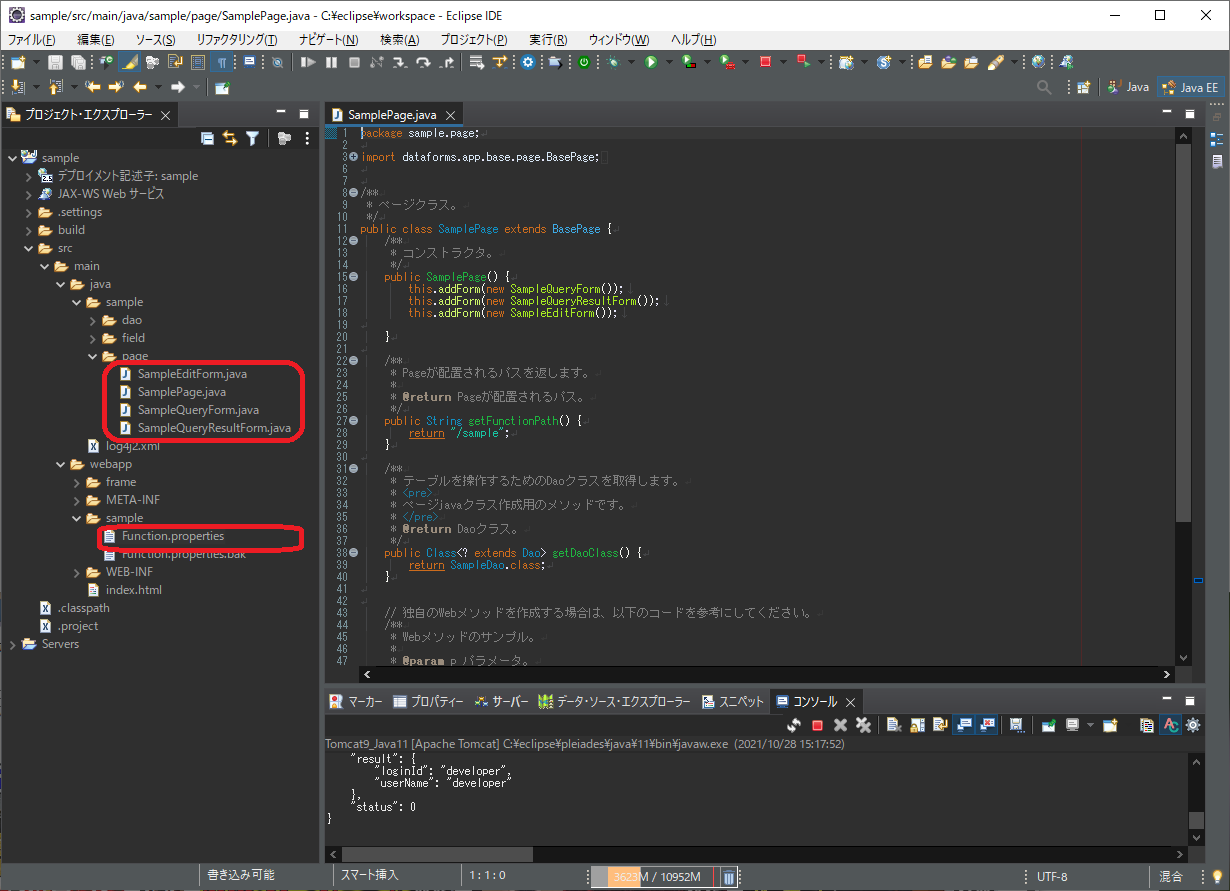 sample/src/main/java/sample/page/SamplePage.java - C:¥eclipse¥workspace - Eclipse IDE
ファイル(F) 編集(E) ソース(S) リファクタリング(T) ナビゲート(N) 検索(A) プロジェクト(P) 実行(R) ウィンドウ(W) ヘルプ(H)
Java Java EE
プロジェクト・エクスプローラー
sample
デプロイメント記述子: sample
JAX-WS Web サービス
.settings
build
src
main
java
sample
dao
field
page
SampleEditForm.java
SamplePage.java
SampleQueryForm.java
SampleQueryResultForm.java
log4j2.xml
webapp
frame
META-INF
sample
Function.properties
Function.properties.bak
WEB-INF
index.html
.classpath
.project
Servers
SamplePage.java
1 package sample.page;
2
3 import dataforms.app.base.page.BasePage;
6
7
8 /**
9 * ページクラス。
10 */
11 public class SamplePage extends BasePage {
12 /**
13 * コンストラクタ。
14 */
15 public SamplePage() {
16 this.addForm(new SampleQueryForm());
17 this.addForm(new SampleQueryResultForm());
18 this.addForm(new SampleEditForm());
19
20 }
21
22 /**
23 * Pageが配置されるパスを返します。
24 *
25 * @return Pageが配置されるパス。
26 */
27 public String getFunctionPath() {
28 return "/sample";
29 }
30
31 /**
32 * テーブルを操作するためのDaoクラスを取得します。
33 * <pre>
34 * ページjavaクラス作成用のメソッドです。
35 * </pre>
36 * @return Daoクラス。
37 */
38 public Class<? extends Dao> getDaoClass() {
39 return SampleDao.class;
40 }
41
42
43 // 独自のWebメソッドを作成する場合は、以下のコードを参考にしてください。
44 /**
45 * Webメソッドのサンプル。
46 *
47 * @param p パラメータ。
マーカー プロパティー サーバー データ・ソース・エクスプローラー スニペット コンソール
Tomcat9_Java11 [Apache Tomcat] C:¥eclipse¥pleiades¥java¥11¥bin¥javaw.exe (2021/10/28 15:17:52)
"result": {
"loginId": "developer",
"userName": "developer"
},
"status": 0
}
書き込み可能 スマート挿入 1:1:0 3623M / 10952M UTF-8 混合